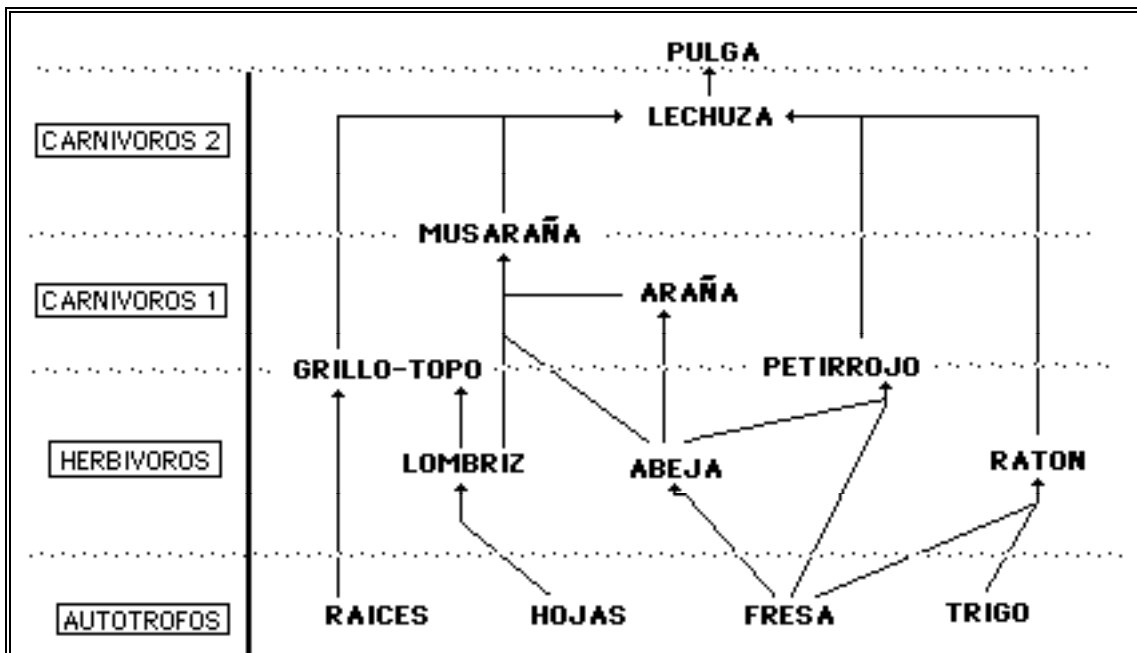 PULGA
CARNIVOROS 2
LECHUZA
MUSARAÑA
CARNIVOROS 1
ARAÑA
GRILLO-TOPO
PETIRROJO
HERBIVOROS
LOMBRIZ
ABEJA
RATON
AUTOTROFOS
RAICES
HOJAS
FRESA
TRIGO